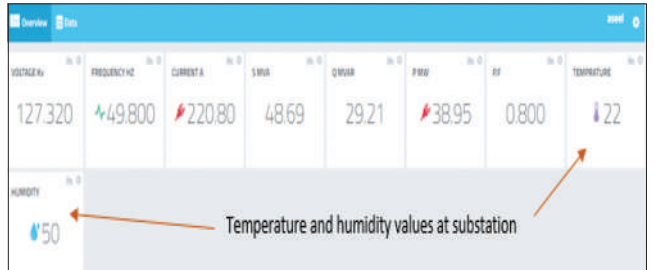 Overview Data aseel
VOLTAGE Kv FREQUENCY HZ CURRENT A S MVA Q MVAR P MW P.F TEMPRATURE
127.320 49.800 220.80 48.69 29.21 38.95 0.800 22
HUMIDITY
50
Temperature and humidity values at substation